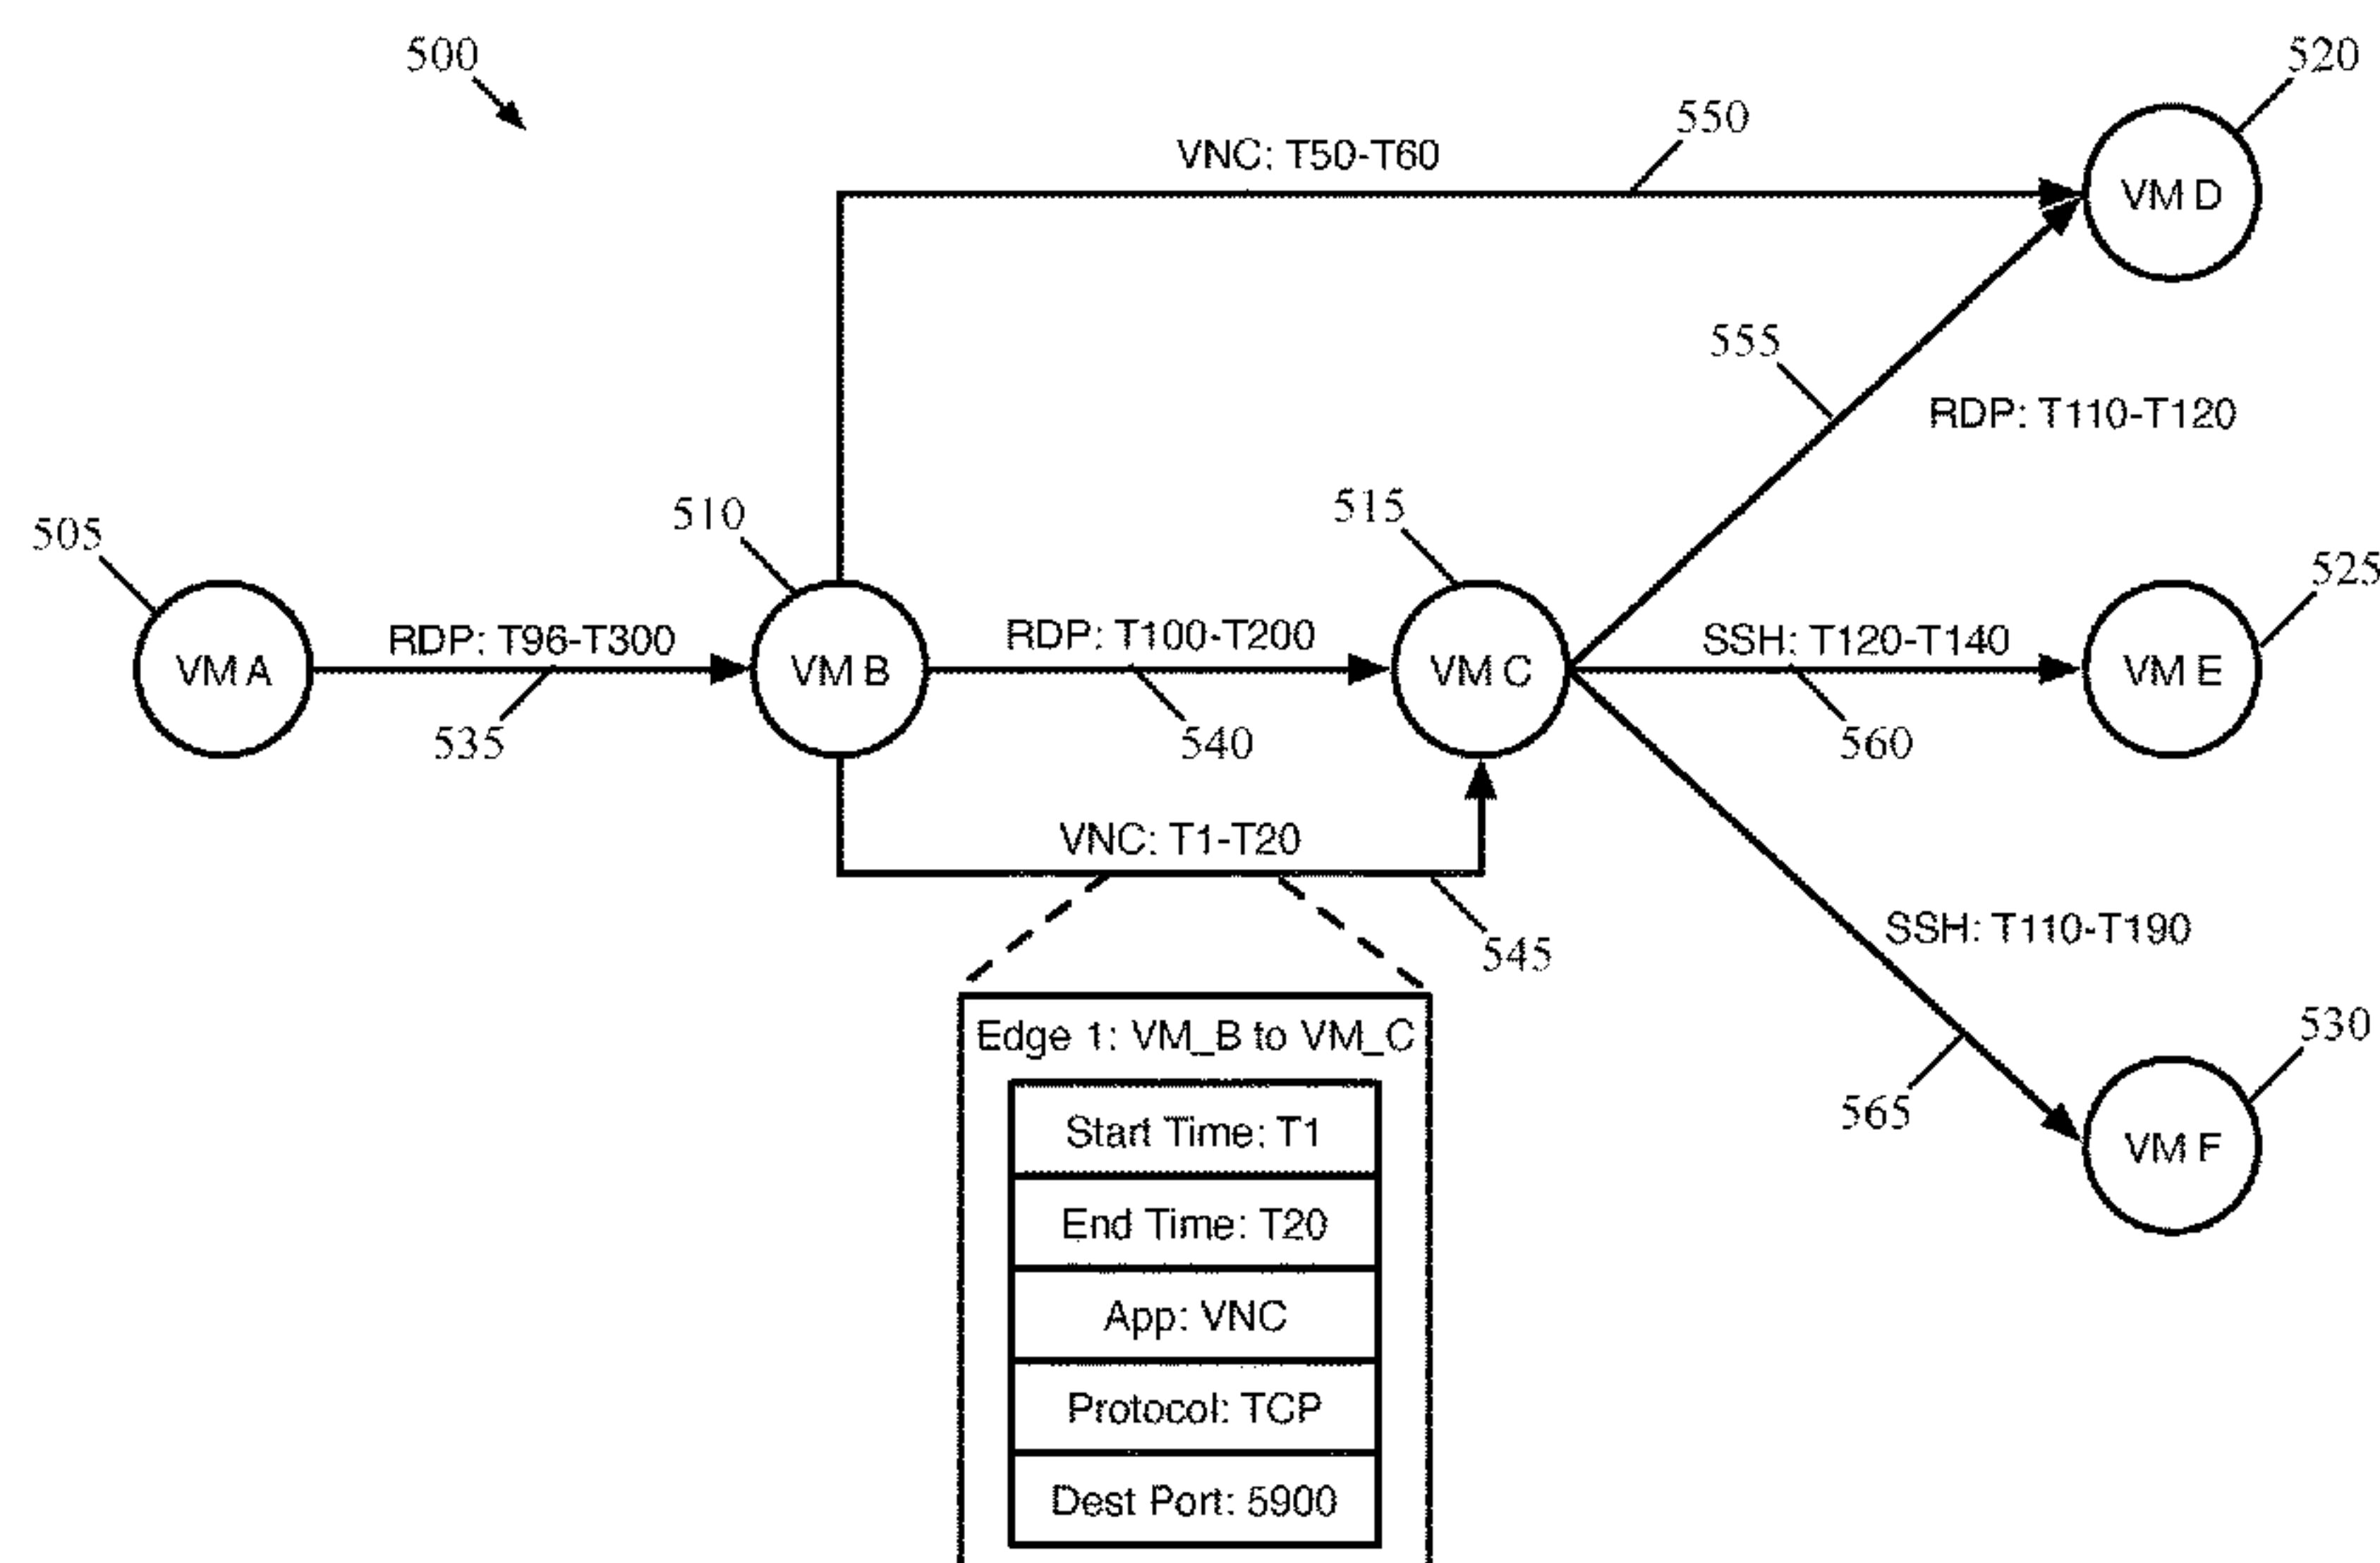 500
520
550
VNC: T50-T60
VM D
555
RDP: T110-T120
505
510
515
525
RDP: T96-T300
RDP: T100-T200
SSH: T120-T140
VM A
VM B
VM C
VM E
535
540
560
VNC: T1-T20
545
SSH: T110-T190
530
565
VM F
Edge 1: VM_B to VM_C
Start Time: T1
End Time: T20
App: VNC
Protocol: TCP
Dest Port: 5900